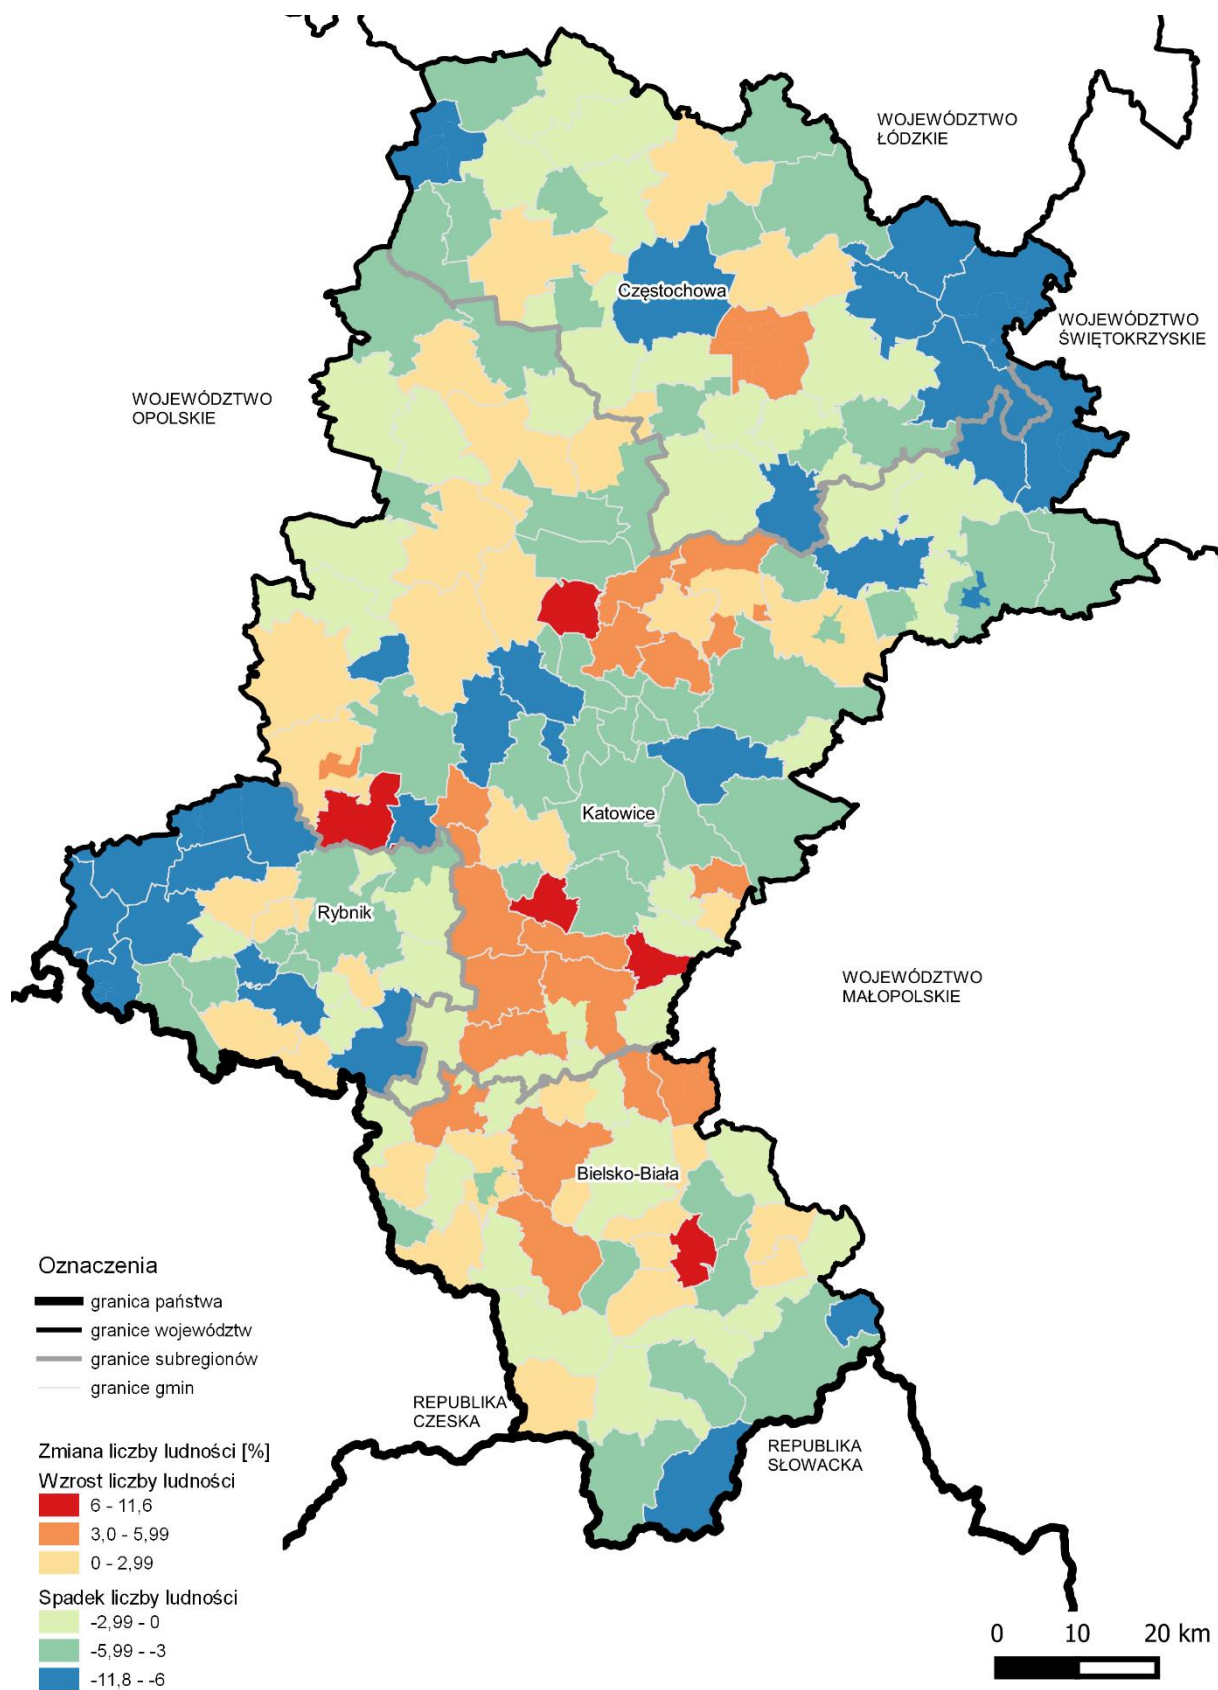 WOJEWÓDZTWO
ŁÓDZKIE
Częstochowa
WOJEWÓDZTWO
ŚWIĘTOKRZYSKIE
WOJEWÓDZTWO
OPOLSKIE
Katowice
Rybnik
WOJEWÓDZTWO
MAŁOPOLSKIE
Bielsko-Biała
Oznaczenia
granica państwa
granice województw
granice subregionów
granice gmin
REPUBLIKA
CZESKA
REPUBLIKA
SŁOWACKA
Zmiana liczby ludności [%]
Wzrost liczby ludności
6 - 11,6
3,0 - 5,99
0 - 2,99
Spadek liczby ludności
-2,99 - 0
-5,99 - -3
-11,8 - -6
0 10 20 km